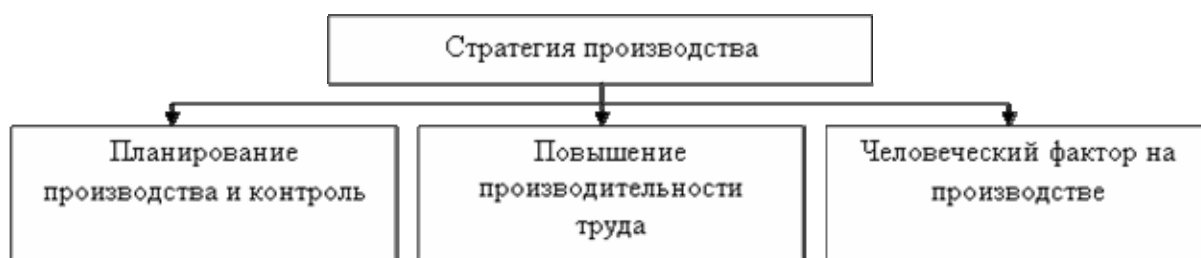 Стратегия производства
Планирование
производства и контроль
Повышение
производительности
труда
Человеческий фактор на
производстве